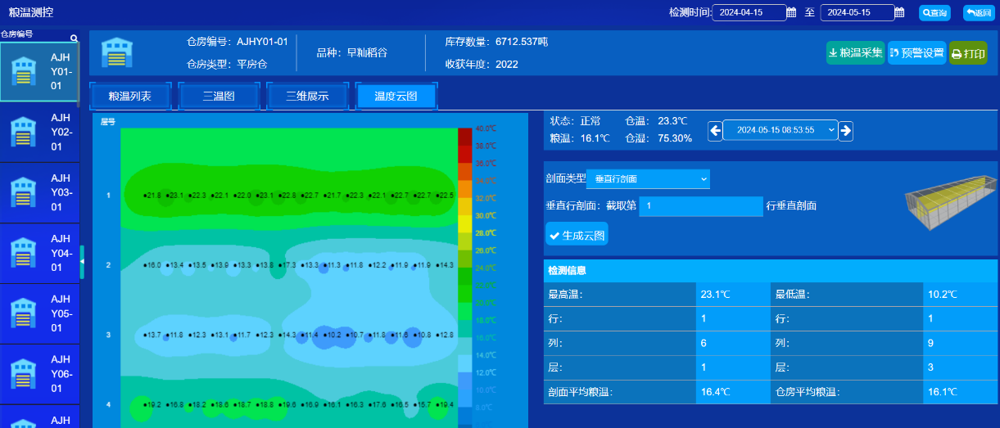 粮温测控
检测时间: 2024-04-15 至 2024-05-15 查询 返回
仓房编号
AJHY01-01
AJHY02-01
AJHY03-01
AJHY04-01
AJHY05-01
AJHY06-01
AJH
仓房编号：AJHY01-01
仓房类型：平房仓
品种：早籼稻谷
库存数量：6712.537吨
收获年度：2022
粮温采集 预警设置 打印
粮温列表 三温图 三维展示 温度云图
层号
1 21.8 23.1 22.3 22.1 22.0 23.1 22.8 22.7 21.7 22.3 22.1 22.7 22.7 22.5
2 16.0 13.4 13.5 13.9 13.3 13.8 17.3 13.3 11.3 11.8 12.2 11.9 11.9 14.3
3 13.7 11.8 12.3 13.1 11.7 12.3 14.3 11.4 10.2 10.7 11.8 11.6 10.8 12.8
4 19.2 16.8 18.2 18.6 18.7 18.8 19.6 16.9 16.1 16.3 17.6 16.5 15.7 19.4
40.0℃
38.0℃
36.0℃
34.0℃
32.0℃
30.0℃
28.0℃
26.0℃
24.0℃
22.0℃
20.0℃
18.0℃
16.0℃
14.0℃
12.0℃
10.0℃
8.0℃
状态：正常 仓温：23.3℃
粮温：16.1℃ 仓湿：75.30%
2024-05-15 08:53:55
剖面类型 垂直行剖面
垂直行剖面：截取第 1 行垂直剖面
生成云图
检测信息
最高温： 23.1℃ 最低温： 10.2℃
行： 1 行： 1
列： 6 列： 9
层： 1 层： 3
剖面平均粮温： 16.4℃ 仓房平均粮温： 16.1℃